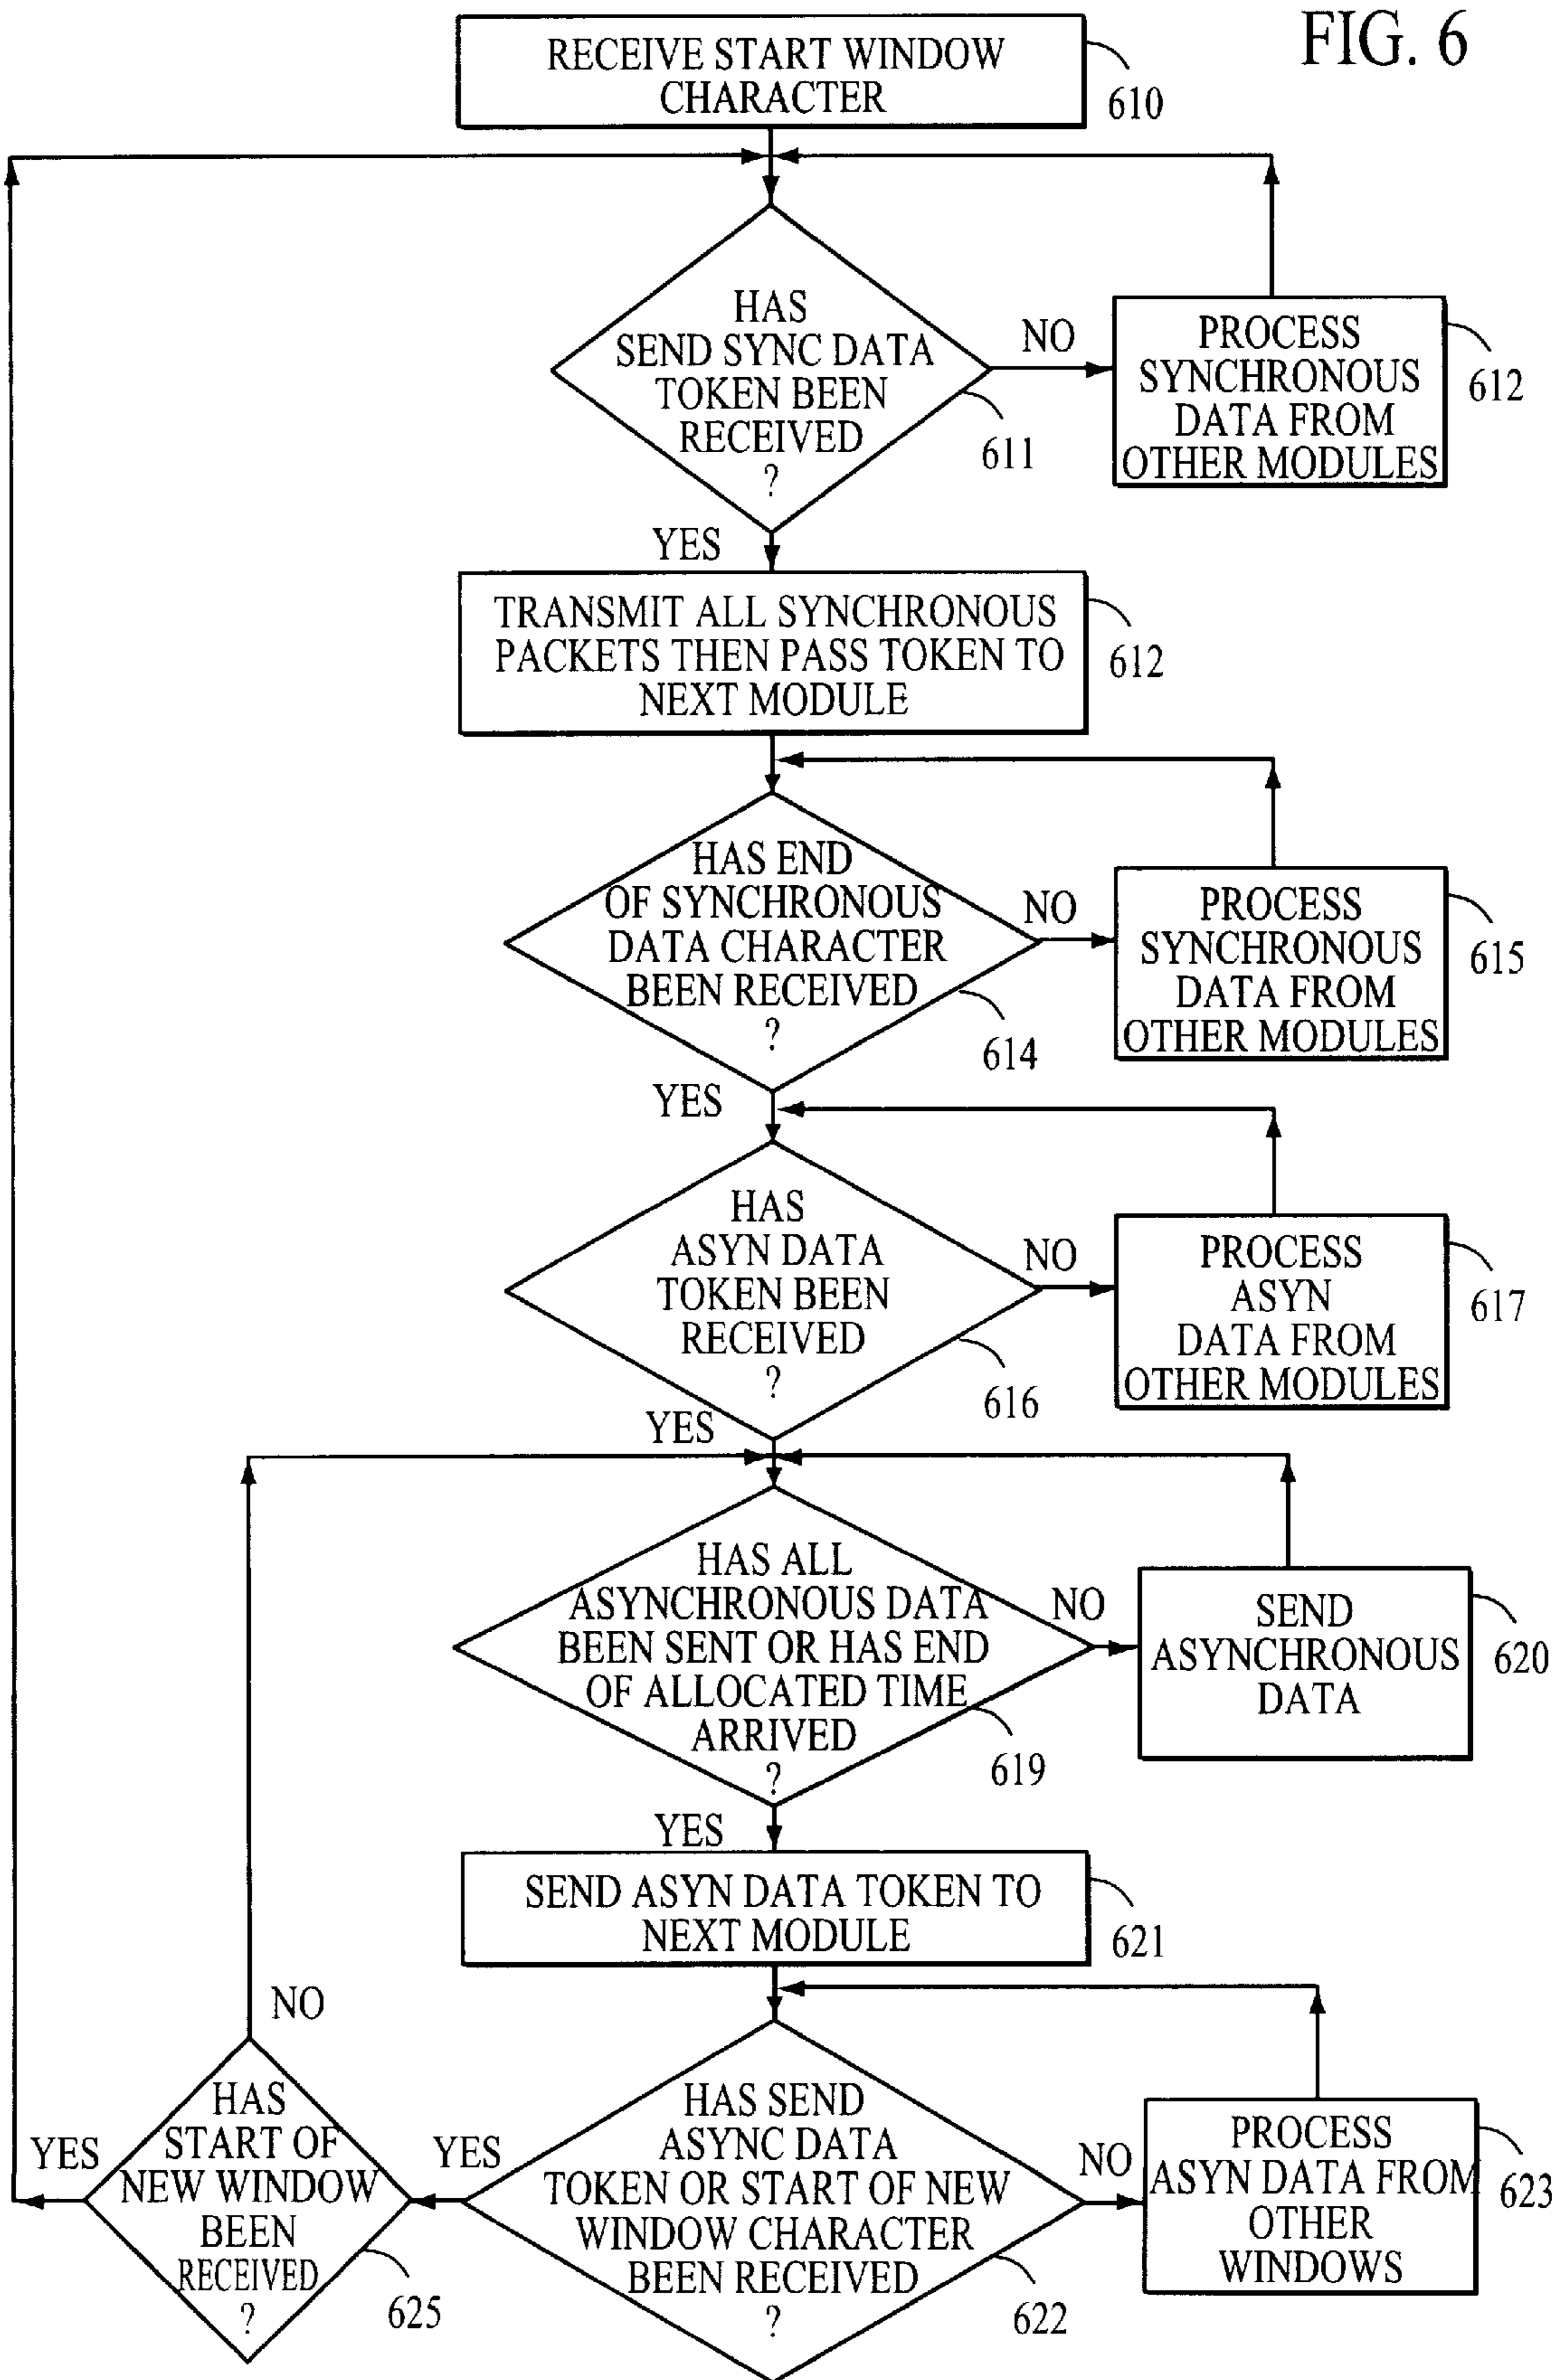 FIG. 6
RECEIVE START WINDOW
CHARACTER
610
HAS
SEND SYNC DATA
TOKEN BEEN
RECEIVED
?
611
NO
PROCESS
SYNCHRONOUS
DATA FROM
OTHER MODULES
612
YES
TRANSMIT ALL SYNCHRONOUS
PACKETS THEN PASS TOKEN TO
NEXT MODULE
612
HAS END
OF SYNCHRONOUS
DATA CHARACTER
BEEN RECEIVED
?
614
NO
PROCESS
SYNCHRONOUS
DATA FROM
OTHER MODULES
615
YES
HAS
ASYN DATA
TOKEN BEEN
RECEIVED
?
616
NO
PROCESS
ASYN
DATA FROM
OTHER MODULES
617
YES
HAS ALL
ASYNCHRONOUS DATA
BEEN SENT OR HAS END
OF ALLOCATED TIME
ARRIVED
?
619
NO
SEND
ASYNCHRONOUS
DATA
620
YES
SEND ASYN DATA TOKEN TO
NEXT MODULE
621
HAS SEND
ASYNC DATA
TOKEN OR START OF NEW
WINDOW CHARACTER
BEEN RECEIVED
?
622
NO
PROCESS
ASYN DATA FROM
OTHER
WINDOWS
623
YES
HAS
START OF
NEW WINDOW
BEEN
RECEIVED
?
625
NO
YES